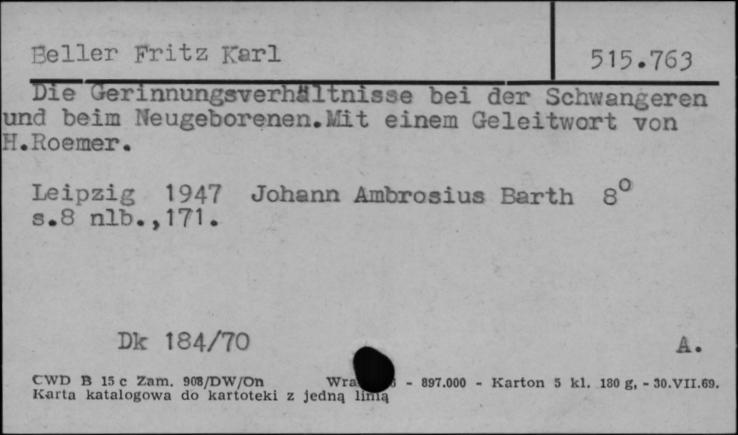 Beller Fritz Karl
515.763
Die Gerinnungsverhältnisse bei der Schwangeren
und beim Neugeborenen.Mit einem Geleitwort von
H.Roemer.
Leipzig 1947 Johann Ambrosius Barth 8°
s.8 nlb.,171.
Dk 184/70
A.
CWD B 15 c Zam. 908/DW/On - 897.000 - Karton 5 kl. 180 g, - 30.VII.69.
Karta katalogowa do kartoteki z jedną linią